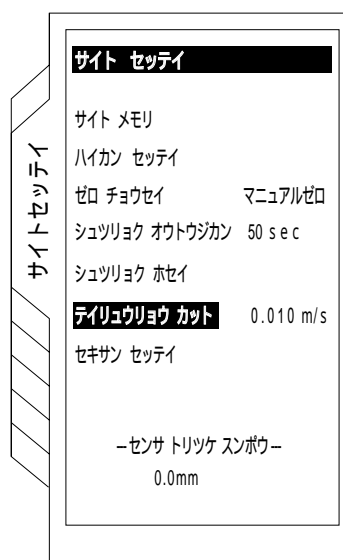 サイト セッテイ
サイトセッテイ
サイト メモリ
ハイカン セッテイ
ゼロ チョウセイ マニュアルゼロ
シュツリョク オウトウジカン 50 sec
シュツリョク ホセイ
テイリュウリョウ カット 0.010 m/s
セキサン セッテイ
--センサ トリツケ スンポウ--
0.0mm